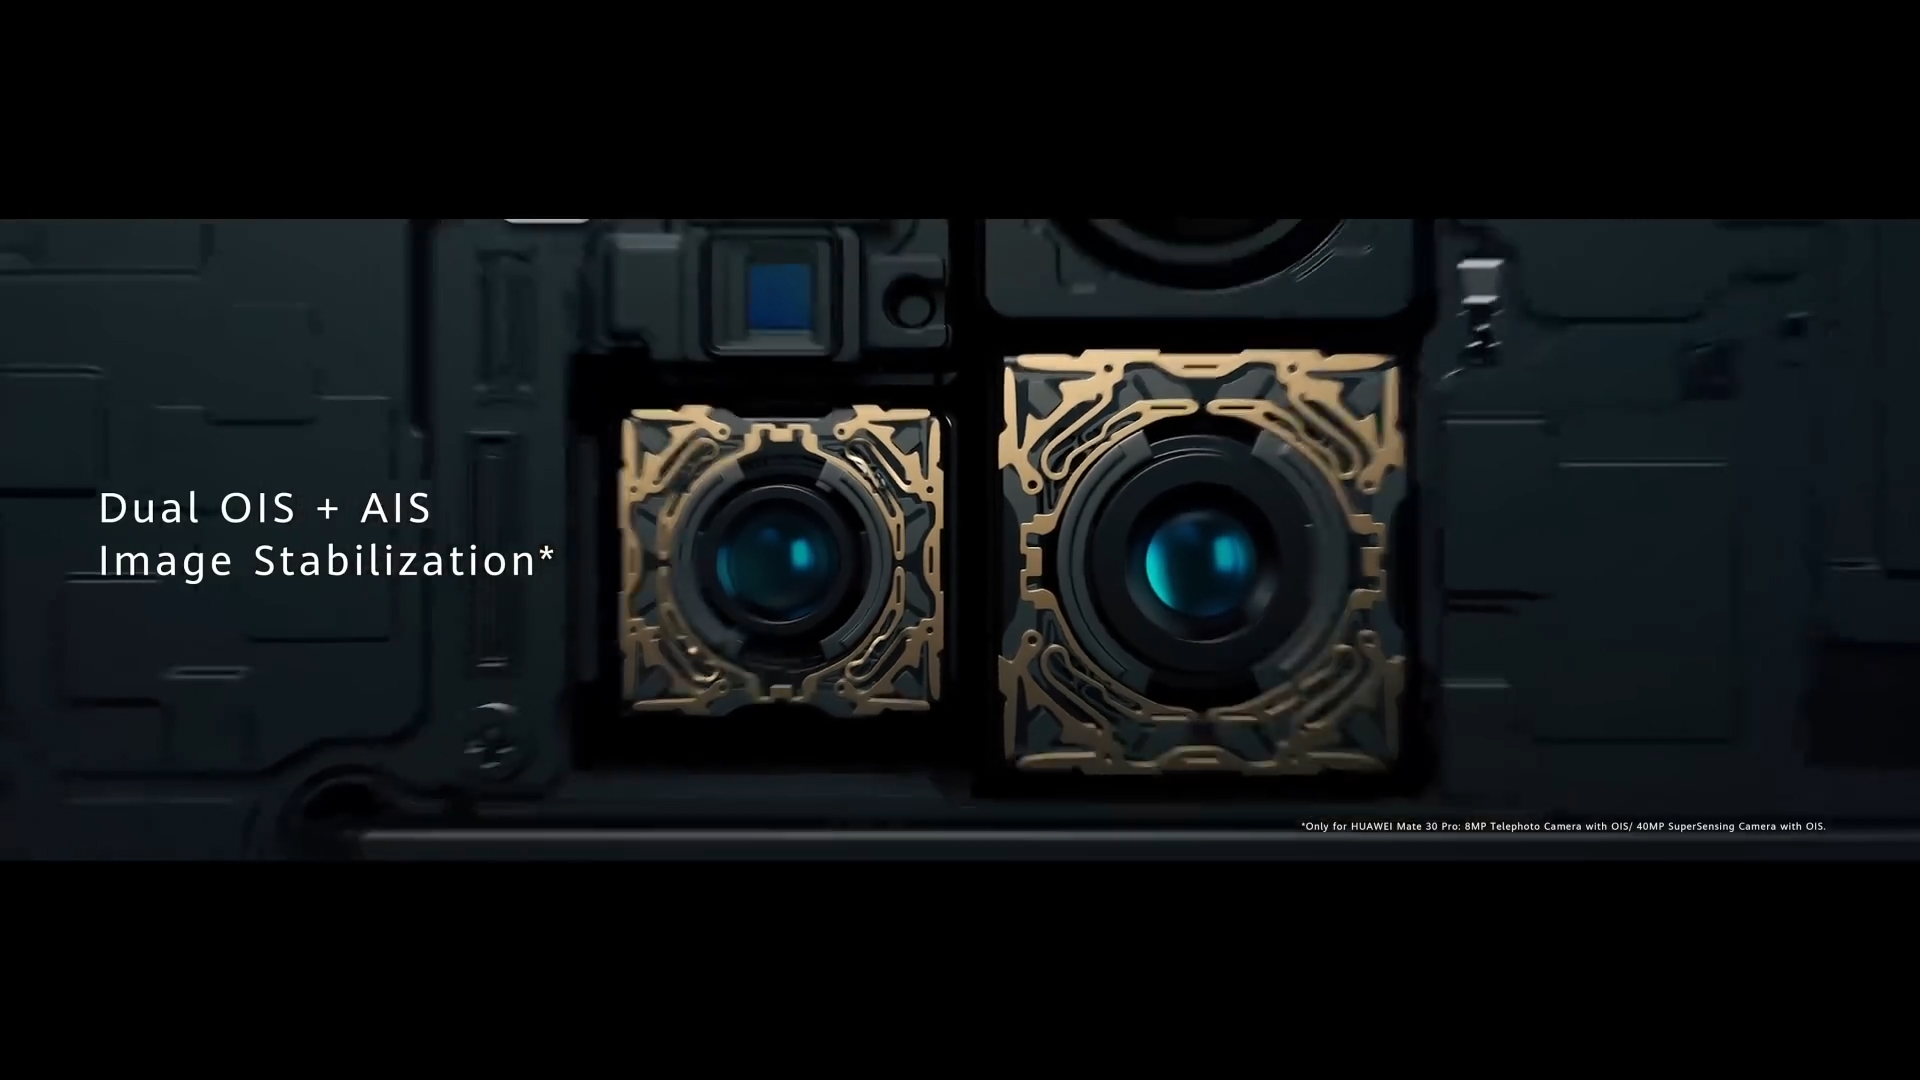 Dual OIS + AIS
Image Stabilization*
*Only for HUAWEI Mate 30 Pro: 8MP Telephoto Camera with OIS/ 40MP SuperSensing Camera with OIS.